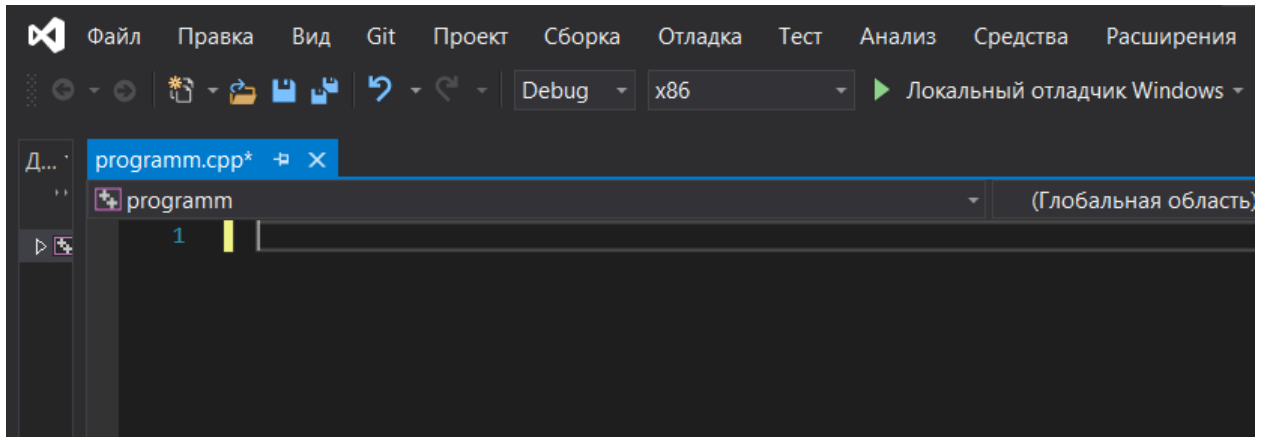 Файл Правка Вид Git Проект Сборка Отладка Тест Анализ Средства Расширения
Debug x86 Локальный отладчик Windows
Д... programm.cpp*
programm (Глобальная область)
1